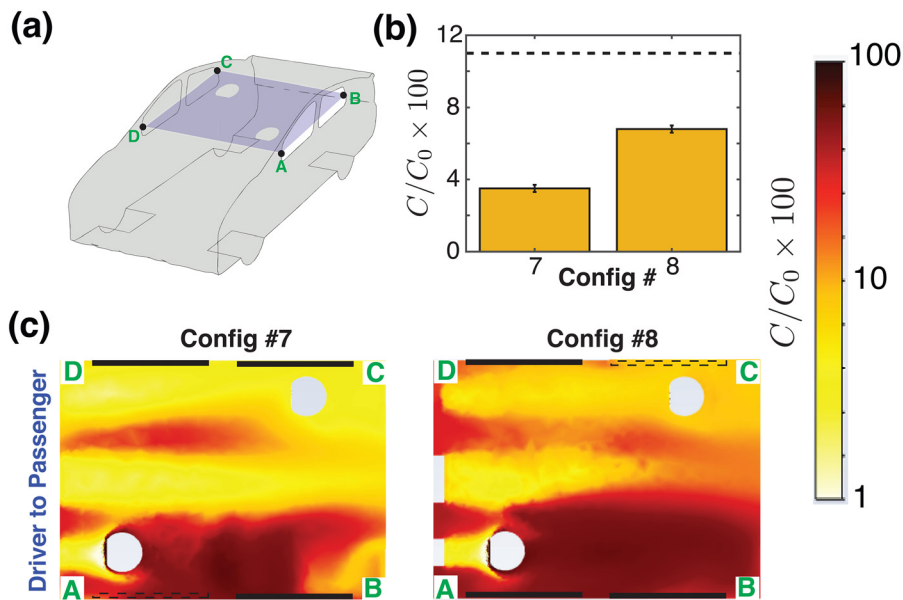 (a)
C
B
D
A
(b)
12
8
4
0
C/C₀ × 100
7
8
Config #
100
10
1
C/C₀ × 100
(c)
Config #7
Config #8
Driver to Passenger
D
C
A
B
D
C
A
B